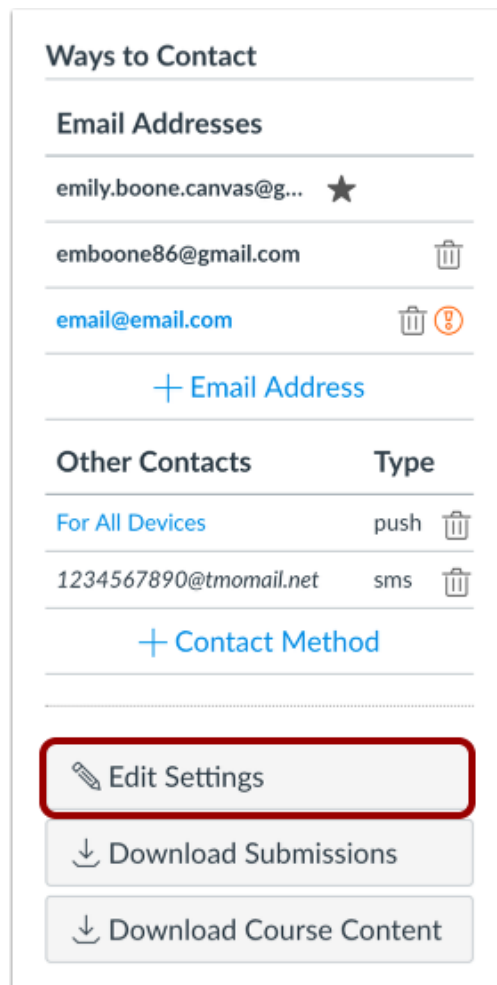 Ways to Contact
Email Addresses
emily.boone.canvas@g...
emboone86@gmail.com
email@email.com
+ Email Address
Other Contacts Type
For All Devices push
1234567890@tmomail.net sms
+ Contact Method
Edit Settings
Download Submissions
Download Course Content